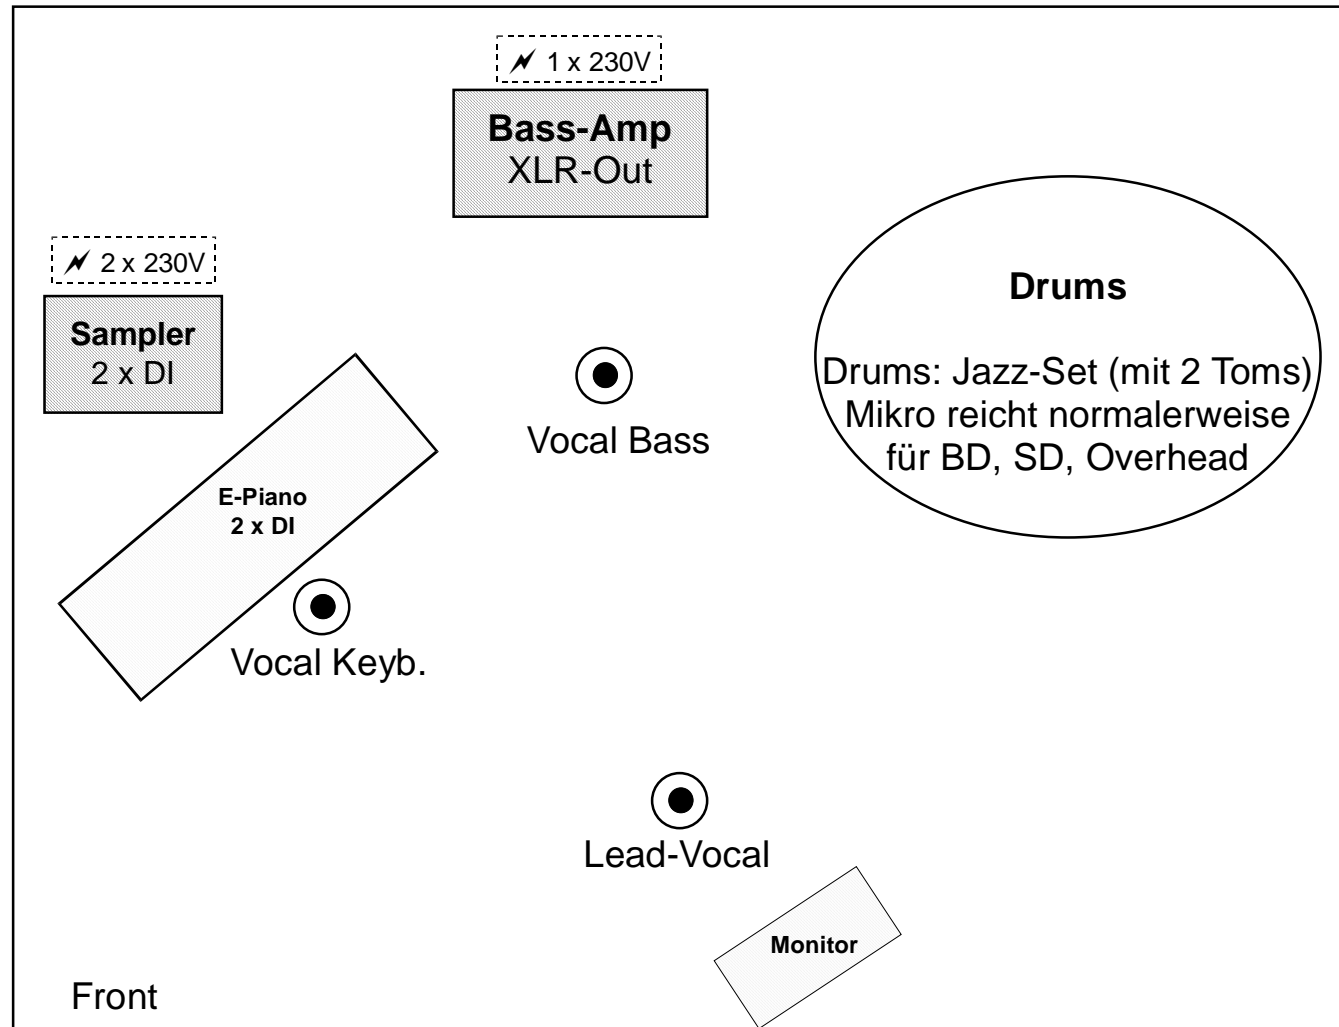 1 x 230V
Bass-Amp
XLR-Out
2 x 230V
Sampler
2 x DI
Drums
Drums: Jazz-Set (mit 2 Toms)
Mikro reicht normalerweise
für BD, SD, Overhead
Vocal Bass
E-Piano
2 x DI
Vocal Keyb.
Lead-Vocal
Monitor
Front